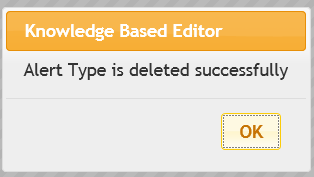 Knowledge Based Editor
Alert Type is deleted successfully
OK